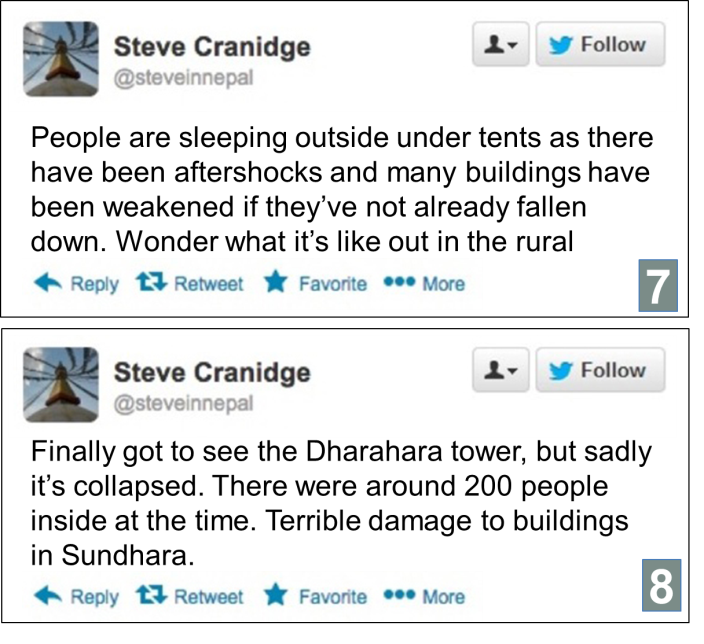 Steve Cranidge
Follow
@steveinnepal
People are sleeping outside under tents as there
have been aftershocks and many buildings have
been weakened if they’ve not already fallen
down. Wonder what it’s like out in the rural
Reply Retweet Favorite More
7
Steve Cranidge
Follow
@steveinnepal
Finally got to see the Dharahara tower, but sadly
it’s collapsed. There were around 200 people
inside at the time. Terrible damage to buildings
in Sundhara.
Reply Retweet Favorite More
8